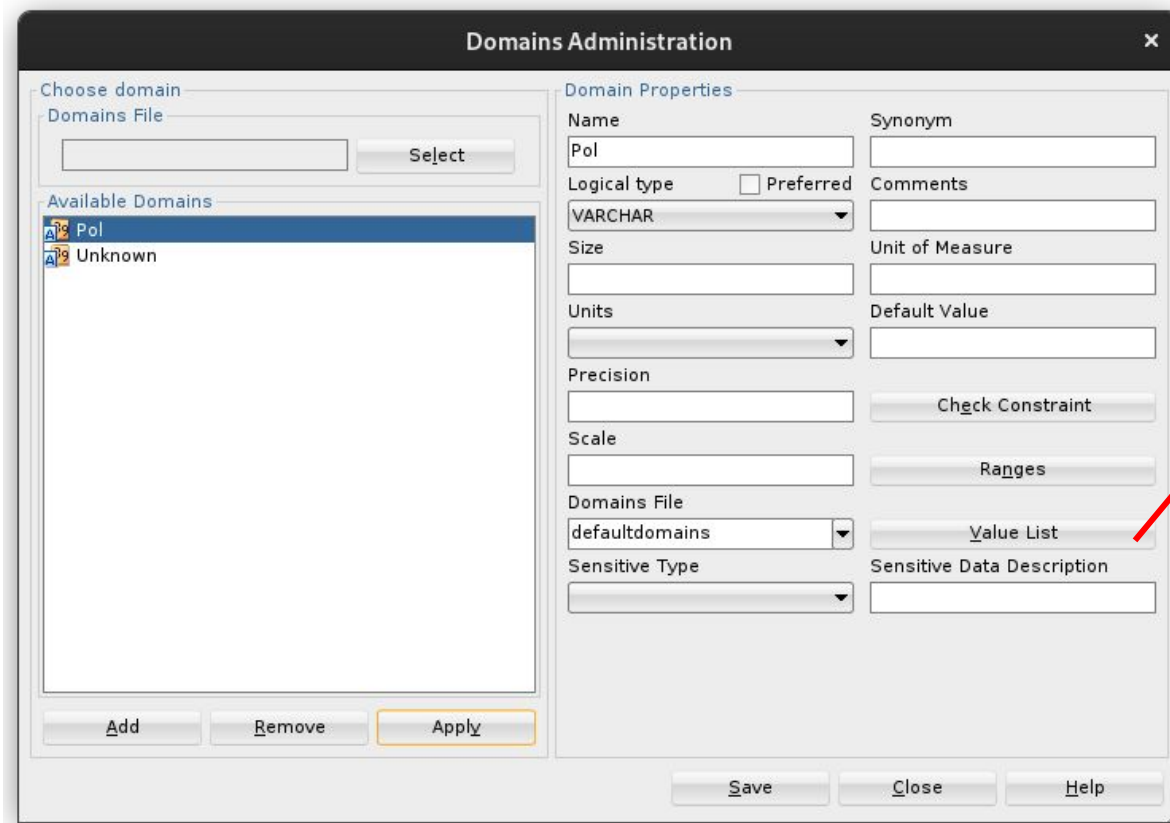 Domains Administration ×
Choose domain
Domains File
Select
Available Domains
Pol
Unknown
Add Remove Apply
Domain Properties
Name Synonym
Pol
Logical type Preferred Comments
VARCHAR
Size Unit of Measure
Units Default Value
Precision
Check Constraint
Scale
Ranges
Domains File
defaultdomains Value List
Sensitive Type Sensitive Data Description
Save Close Help